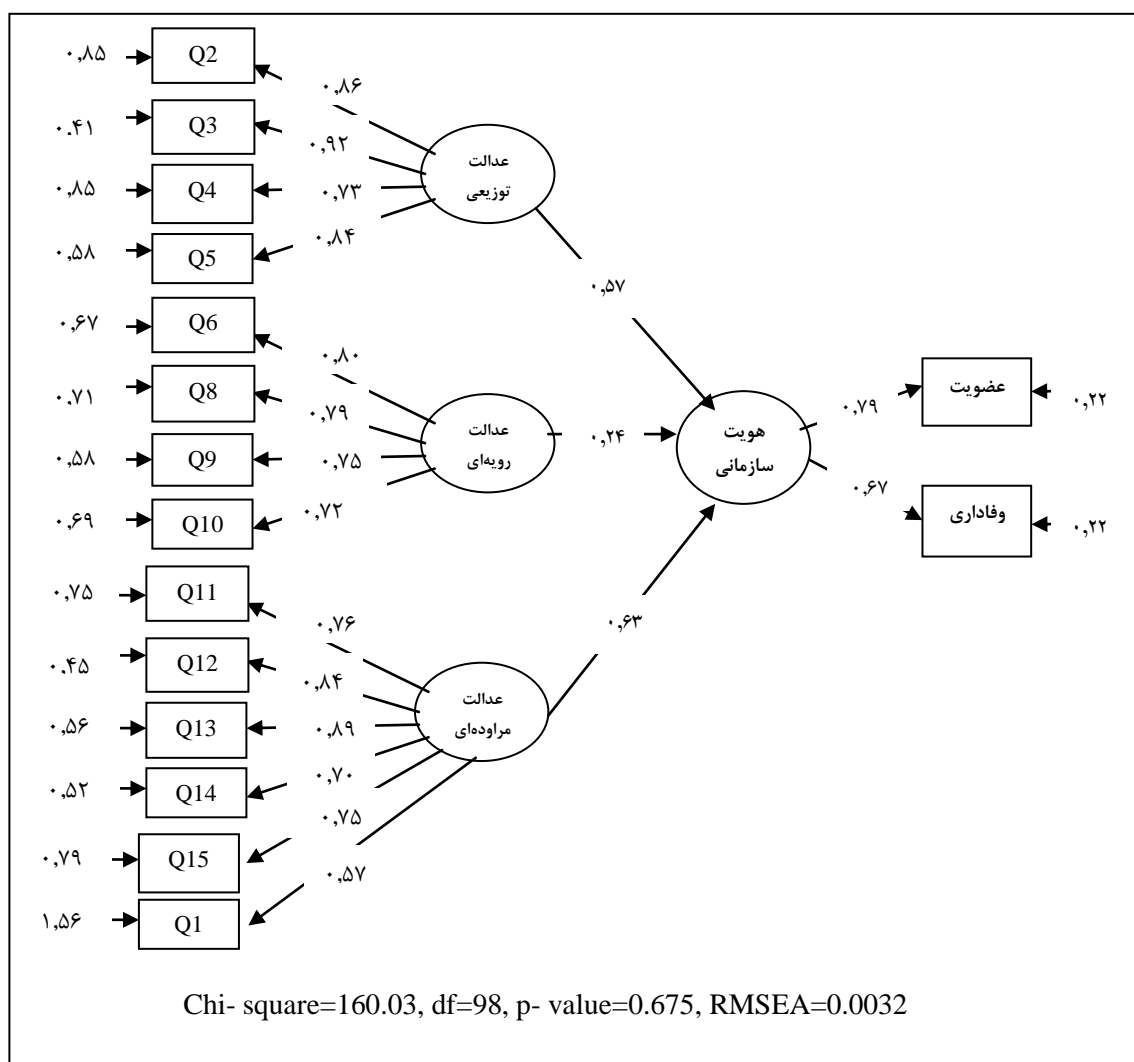 ۰,۸۵
Q2
۰,۸۶
۰.۴۱
Q3
۰,۹۲
عدالت
توزیعی
۰,۸۵
Q4
۰,۷۳
۰,۵۸
Q5
۰,۸۴
۰,۵۷
۰,۶۷
Q6
۰,۸۰
۰.۷۱
Q8
۰,۷۹
عدالت
رویه‌ای
۰,۲۴
هویت
سازمانی
۰,۷۹
عضویت
۰,۲۲
۰,۵۸
Q9
۰,۷۵
۰,۶۷
وفاداری
۰,۲۲
۰,۶۹
Q10
۰,۷۲
۰,۷۵
Q11
۰,۷۶
۰,۶۳
۰.۴۵
Q12
۰,۸۴
عدالت
مراوده‌ای
۰,۵۶
Q13
۰,۸۹
۰,۵۲
Q14
۰,۷۰
۰,۷۹
Q15
۰,۷۵
۱,۵۶
Q1
۰,۵۷
Chi- square=160.03, df=98, p- value=0.675, RMSEA=0.0032